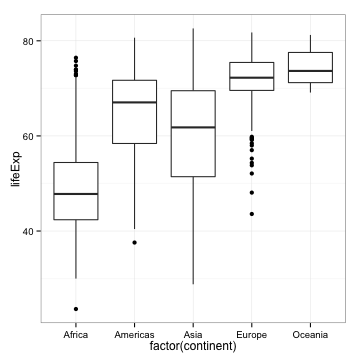 lifeExp
80
60
40
Africa Americas Asia Europe Oceania
factor(continent)